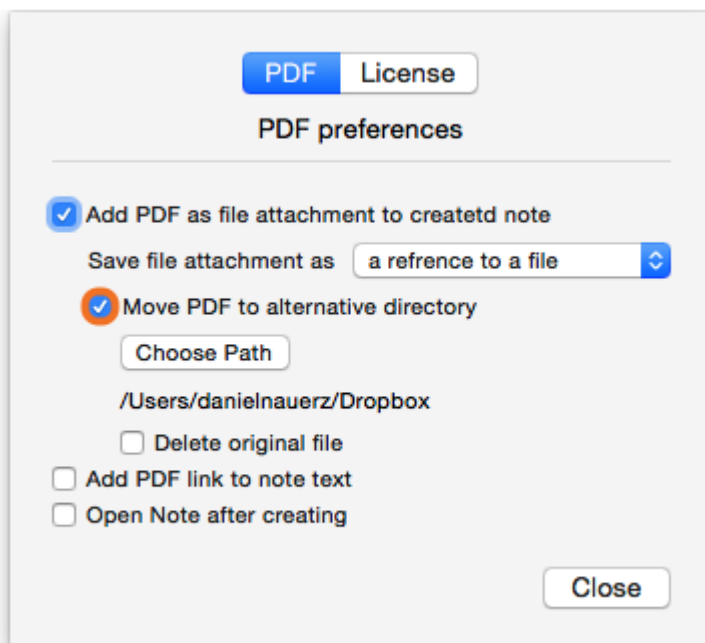 PDF License
PDF preferences
Add PDF as file attachment to createtd note
Save file attachment as a refrence to a file
Move PDF to alternative directory
Choose Path
/Users/danielnauerz/Dropbox
Delete original file
Add PDF link to note text
Open Note after creating
Close